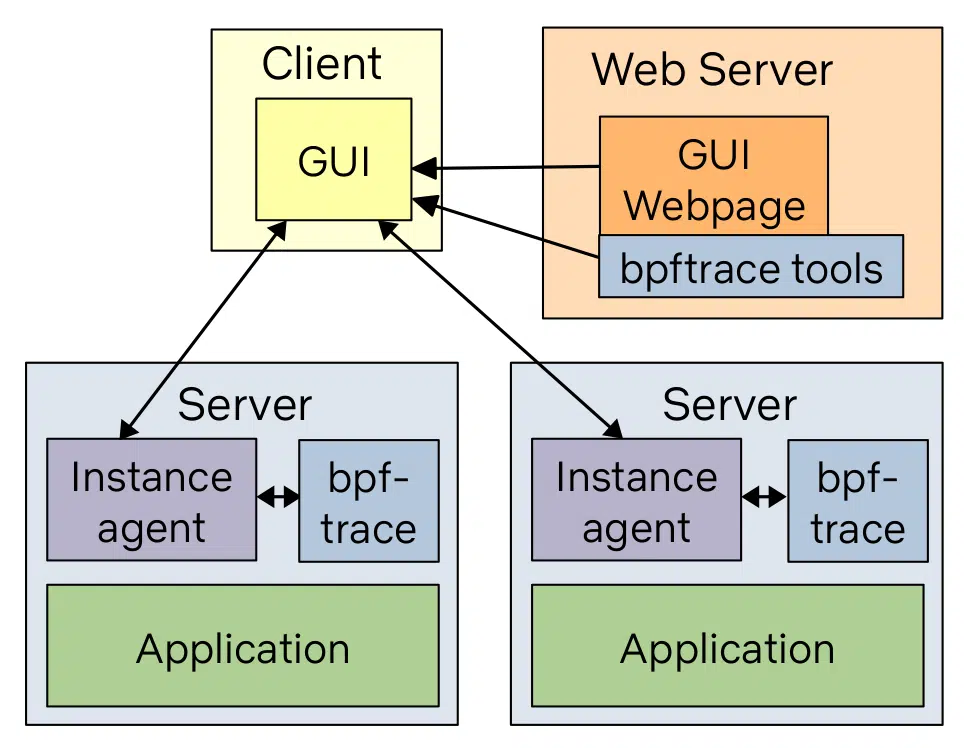 Client
GUI
Web Server
GUI
Webpage
bpftrace tools
Server
Instance
agent
bpf-
trace
Application
Server
Instance
agent
bpf-
trace
Application